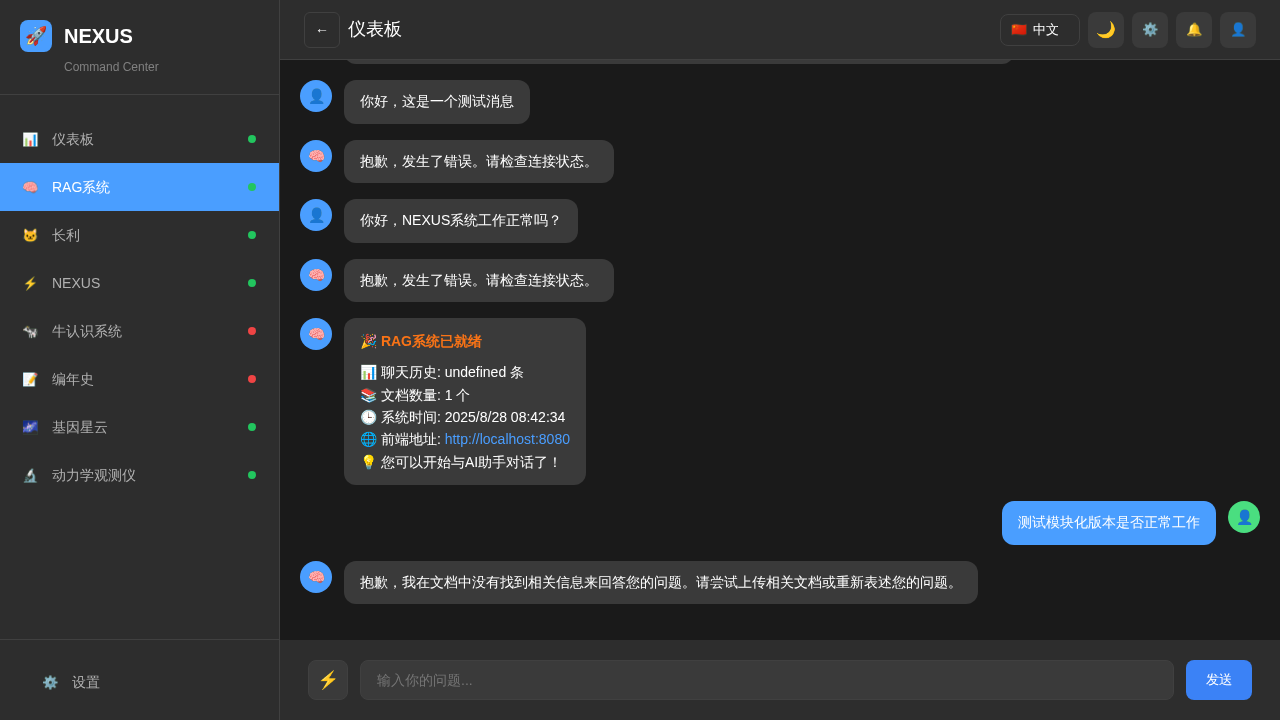 NEXUS
Command Center
仪表板
RAG系统
长利
NEXUS
牛认识系统
编年史
基因星云
动力学观测仪
设置
← 仪表板
中文
你好，这是一个测试消息
抱歉，发生了错误。请检查连接状态。
你好，NEXUS系统工作正常吗？
抱歉，发生了错误。请检查连接状态。
🎉 RAG系统已就绪
📊 聊天历史: undefined 条
📚 文档数量: 1 个
🕒 系统时间: 2025/8/28 08:42:34
🌐 前端地址: http://localhost:8080
💡 您可以开始与AI助手对话了！
测试模块化版本是否正常工作
抱歉，我在文档中没有找到相关信息来回答您的问题。请尝试上传相关文档或重新表述您的问题。
输入你的问题...
发送